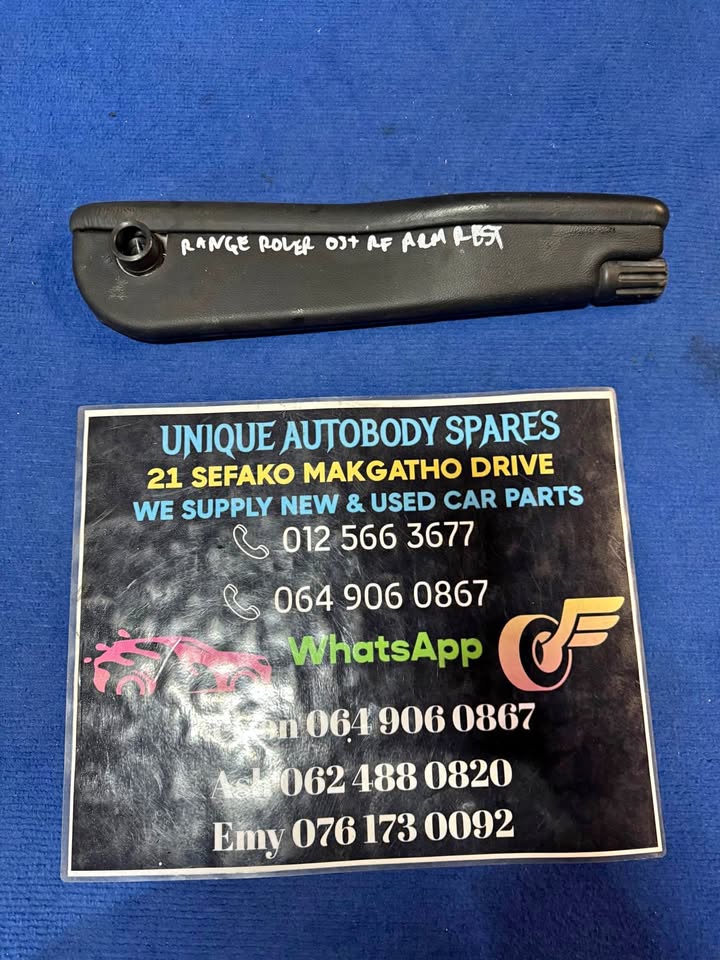 RANGE ROVER 03+ RF ARM REST
UNIQUE AUTOBODY SPARES
21 SEFAKO MAKGATHO DRIVE
WE SUPPLY NEW & USED CAR PARTS
012 566 3677
064 906 0867
WhatsApp
064 906 0867
062 488 0820
Emy 076 173 0092